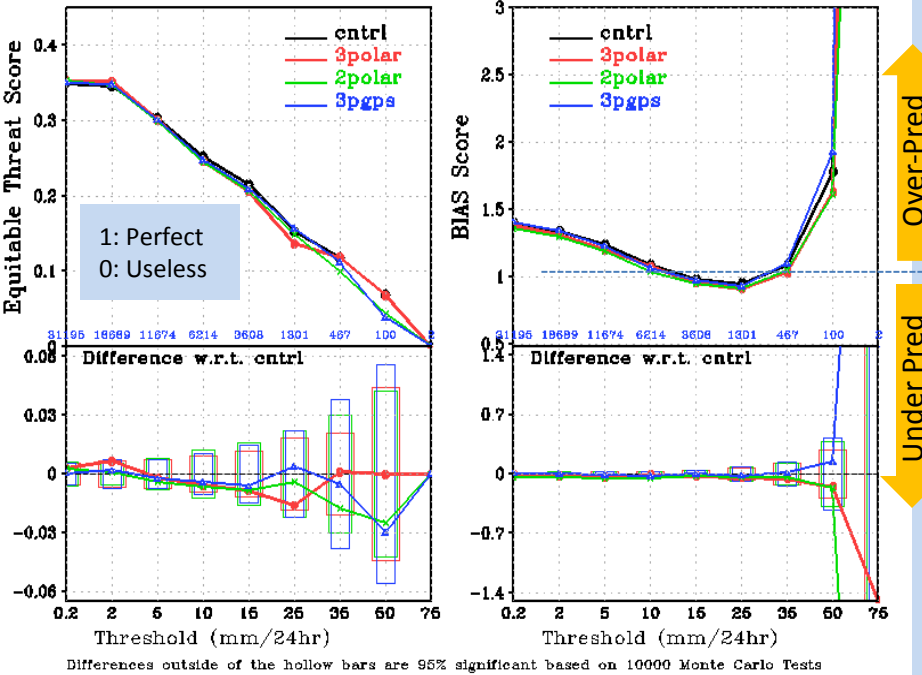 Equitable Threat Score
0.4
0.3
0.2
0.1
0
cntrl
3polar
2polar
3pgps
1: Perfect
0: Useless
31195 18689 11674 6214 3608 1301 467 100 2
Difference w.r.t. cntrl
0.06
0.03
0
-0.03
-0.06
0.2 2 5 10 15 25 35 50 75
Threshold (mm/24hr)
BIAS Score
3
2.5
2
1.5
1
0.5
cntrl
3polar
2polar
3pgps
31195 18689 11674 6214 3608 1301 467 100 2
Difference w.r.t. cntrl
1.4
0.7
0
-0.7
-1.4
0.2 2 5 10 15 25 35 50 75
Threshold (mm/24hr)
Over-Pred
Under Pred
Differences outside of the hollow bars are 95% significant based on 10000 Monte Carlo Tests